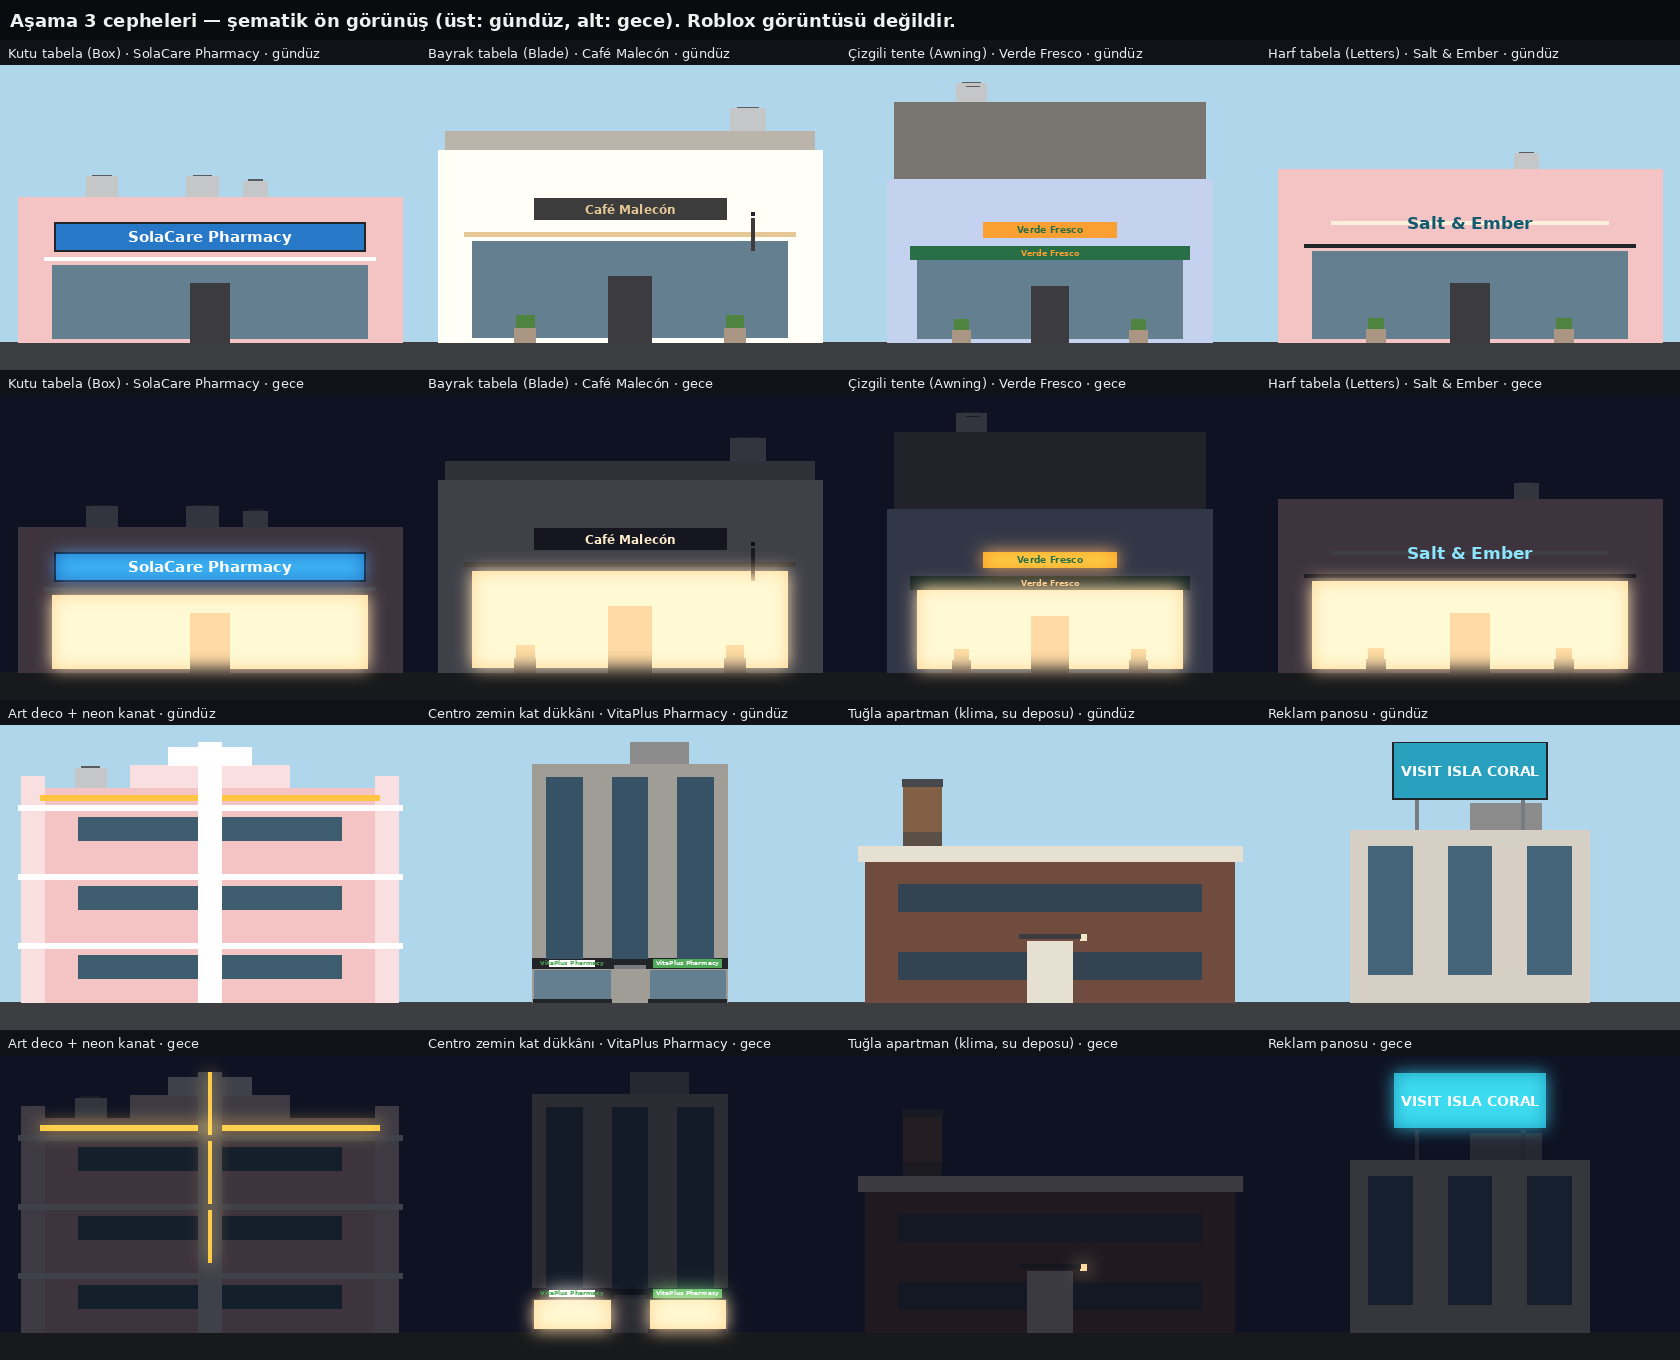 Aşama 3 cepheleri — şematik ön görünüş (üst: gündüz, alt: gece). Roblox görüntüsü değildir.
Kutu tabela (Box) · SolaCare Pharmacy · gündüz
Bayrak tabela (Blade) · Café Malecón · gündüz
Çizgili tente (Awning) · Verde Fresco · gündüz
Harf tabela (Letters) · Salt & Ember · gündüz
SolaCare Pharmacy
Café Malecón
Verde Fresco
Verde Fresco
Salt & Ember
Kutu tabela (Box) · SolaCare Pharmacy · gece
Bayrak tabela (Blade) · Café Malecón · gece
Çizgili tente (Awning) · Verde Fresco · gece
Harf tabela (Letters) · Salt & Ember · gece
SolaCare Pharmacy
Café Malecón
Verde Fresco
Verde Fresco
Salt & Ember
Art deco + neon kanat · gündüz
Centro zemin kat dükkânı · VitaPlus Pharmacy · gündüz
Tuğla apartman (klima, su deposu) · gündüz
Reklam panosu · gündüz
VitaPlus Pharmacy
VitaPlus Pharmacy
VISIT ISLA CORAL
Art deco + neon kanat · gece
Centro zemin kat dükkânı · VitaPlus Pharmacy · gece
Tuğla apartman (klima, su deposu) · gece
Reklam panosu · gece
VitaPlus Pharmacy
VitaPlus Pharmacy
VISIT ISLA CORAL